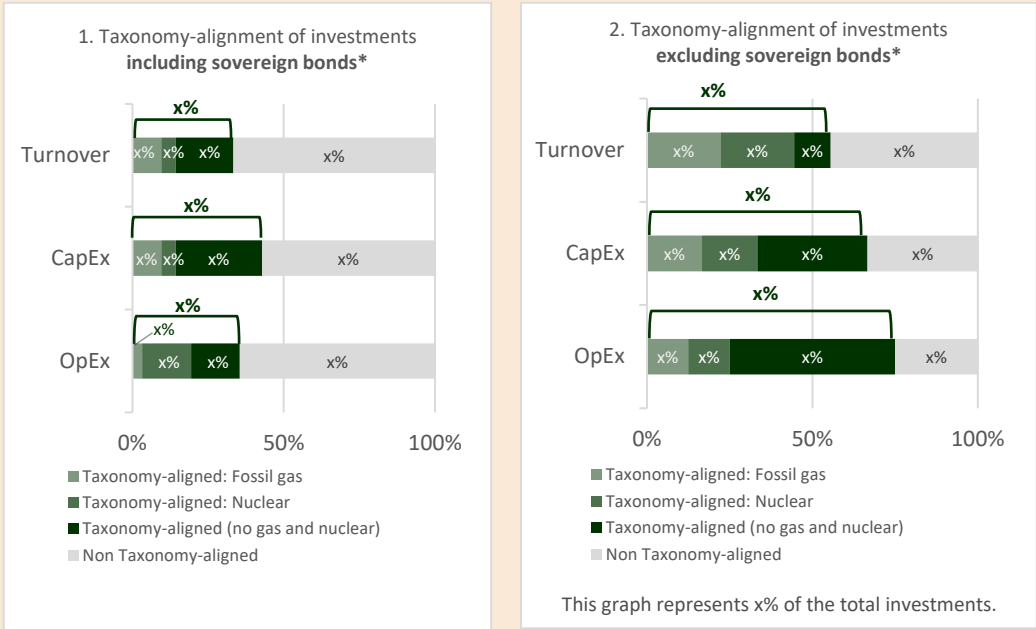 1. Taxonomy-alignment of investments
including sovereign bonds*
x%
Turnover
x% x% x% x%
x%
CapEx
x% x% x% x%
x%
x%
OpEx
x% x% x%
0% 50% 100%
Taxonomy-aligned: Fossil gas
Taxonomy-aligned: Nuclear
Taxonomy-aligned (no gas and nuclear)
Non Taxonomy-aligned
2. Taxonomy-alignment of investments
excluding sovereign bonds*
x%
Turnover
x% x% x% x%
x%
CapEx
x% x% x% x%
x%
OpEx
x% x% x% x%
0% 50% 100%
Taxonomy-aligned: Fossil gas
Taxonomy-aligned: Nuclear
Taxonomy-aligned (no gas and nuclear)
Non Taxonomy-aligned
This graph represents x% of the total investments.